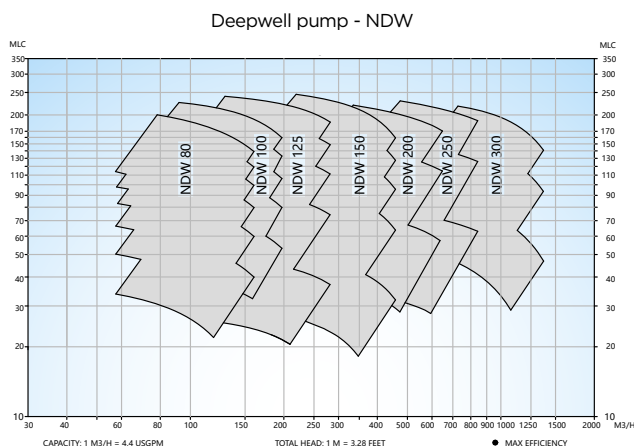 Deepwell pump - NDW
MLC
MLC
350
350
300
300
250
250
200
200
170
170
150
150
130
130
110
110
90
90
70
70
60
60
50
50
40
40
30
30
20
20
10
10
NDW 80
NDW 100
NDW 125
NDW 150
NDW 200
NDW 250
NDW 300
30 40 60 80 100 150 200 250 300 400 500 600 700 800 900 1000 1200 1500 2000 M3/H
CAPACITY: 1 M3/H = 4.4 USGPM TOTAL HEAD: 1 M = 3.28 FEET ● MAX EFFICIENCY